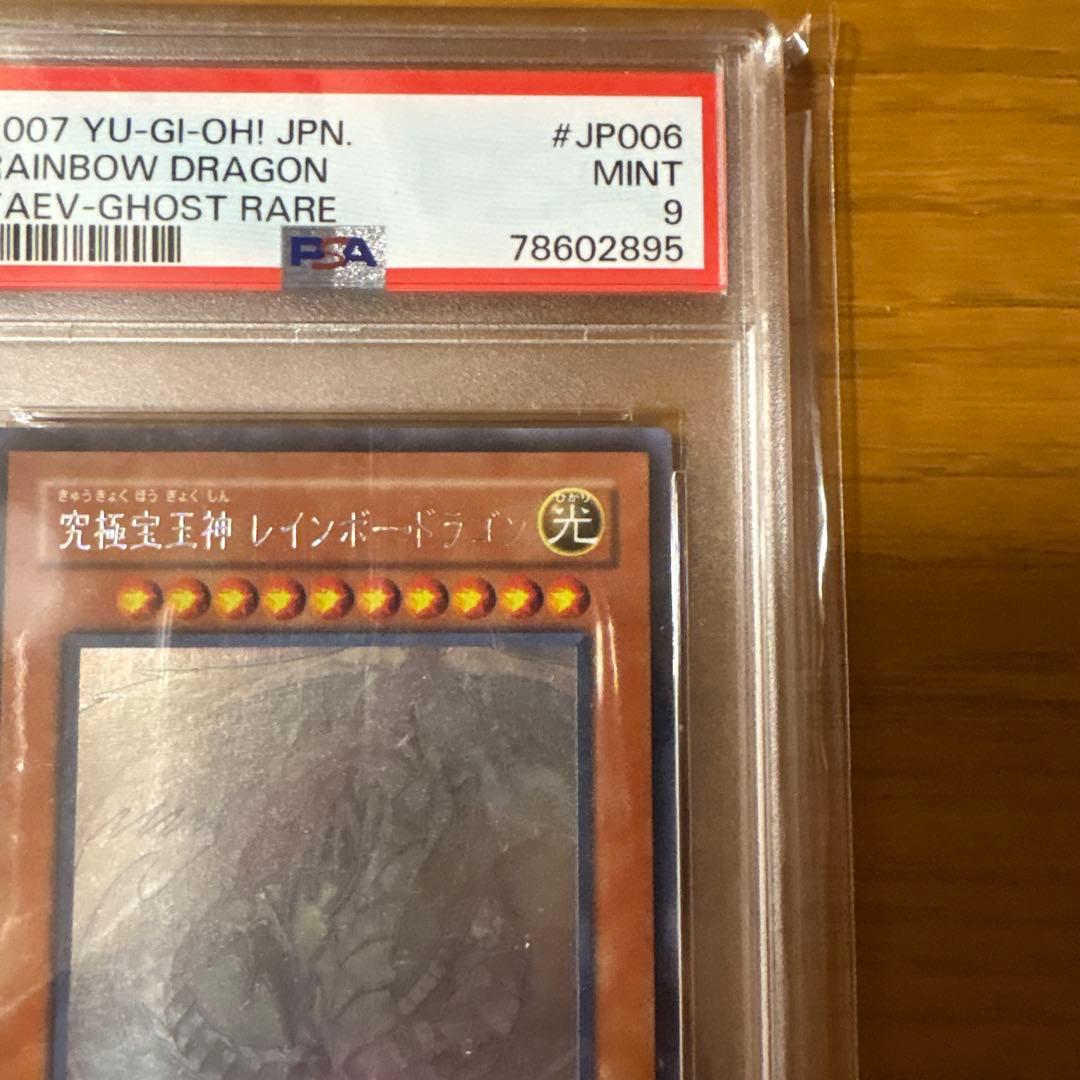 007 YU-GI-OH! JPN. #JP006
RAINBOW DRAGON MINT
TAEV-GHOST RARE 9
PSA 78602895
きゅうきょく ほう ぎょく しん
究極宝玉神 レインボー・ドラゴン
ひかり
光